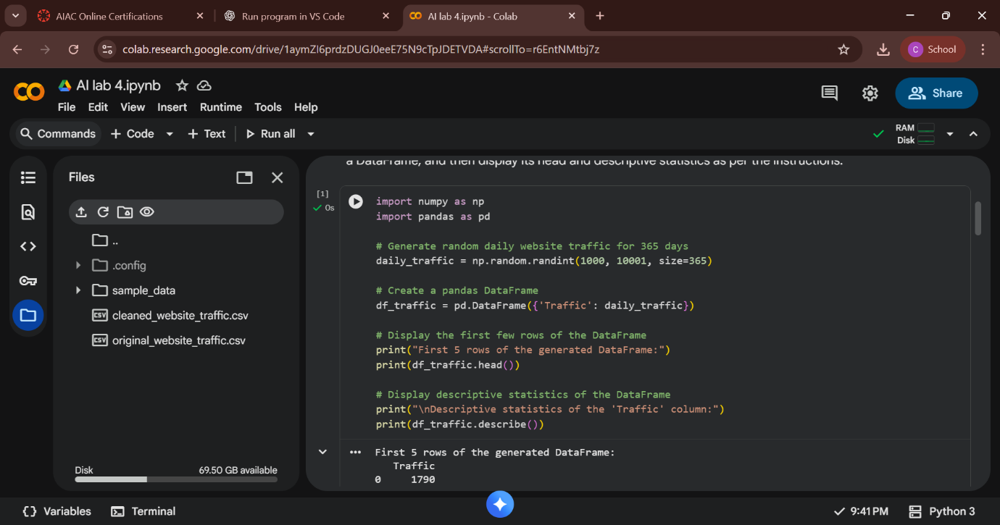 AIAC Online Certifications
Run program in VS Code
AI lab 4.ipynb - Colab
colab.research.google.com/drive/1aymZl6prdzDUGJ0eeE75N9cTpJDETVDA#scrollTo=r6EntNMtbj7z
C School
AI lab 4.ipynb
Share
File Edit View Insert Runtime Tools Help
Commands + Code + Text Run all
RAM
Disk
Files
..
.config
sample_data
CSV cleaned_website_traffic.csv
CSV original_website_traffic.csv
Disk 69.50 GB available
a DataFrame, and then display its head and descriptive statistics as per the instructions.
[1]
0s
import numpy as np
import pandas as pd
# Generate random daily website traffic for 365 days
daily_traffic = np.random.randint(1000, 10001, size=365)
# Create a pandas DataFrame
df_traffic = pd.DataFrame({'Traffic': daily_traffic})
# Display the first few rows of the DataFrame
print("First 5 rows of the generated DataFrame:")
print(df_traffic.head())
# Display descriptive statistics of the DataFrame
print("\nDescriptive statistics of the 'Traffic' column:")
print(df_traffic.describe())
First 5 rows of the generated DataFrame:
Traffic
0 1790
{} Variables Terminal
9:41 PM Python 3